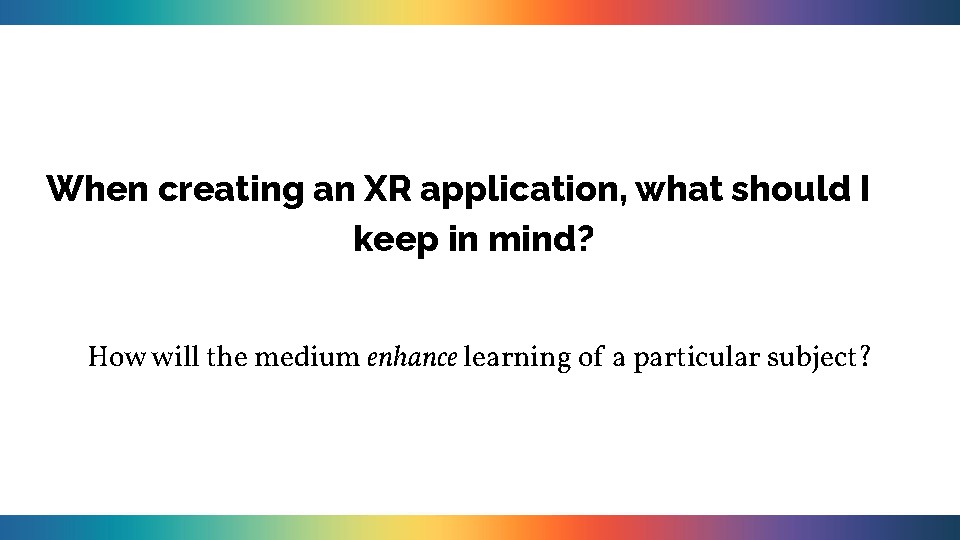 When creating an XR application, what should I
keep in mind?
How will the medium enhance learning of a particular subject?